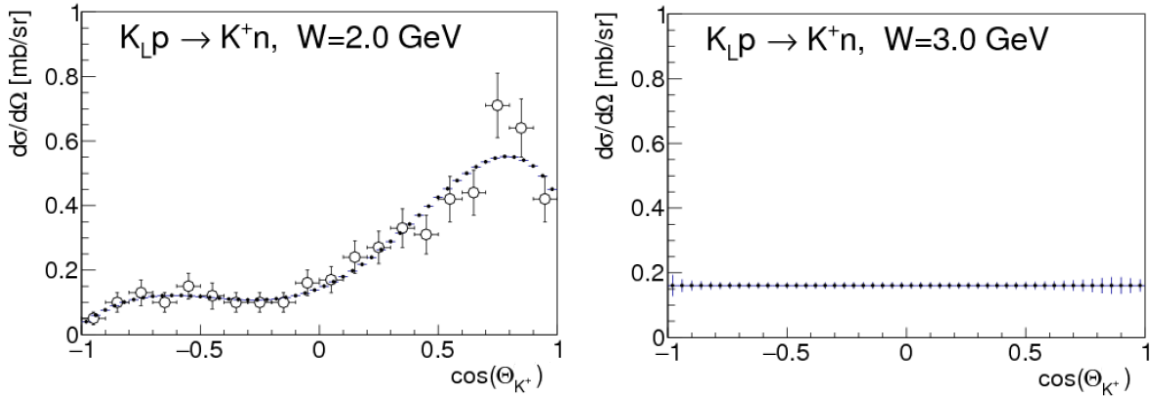 K_L p → K⁺n, W=2.0 GeV
dσ/dΩ [mb/sr]
1
0.8
0.6
0.4
0.2
0
−1 −0.5 0 0.5 1
cos(Θ_K⁺)
K_L p → K⁺n, W=3.0 GeV
dσ/dΩ [mb/sr]
1
0.8
0.6
0.4
0.2
0
−1 −0.5 0 0.5 1
cos(Θ_K⁺)